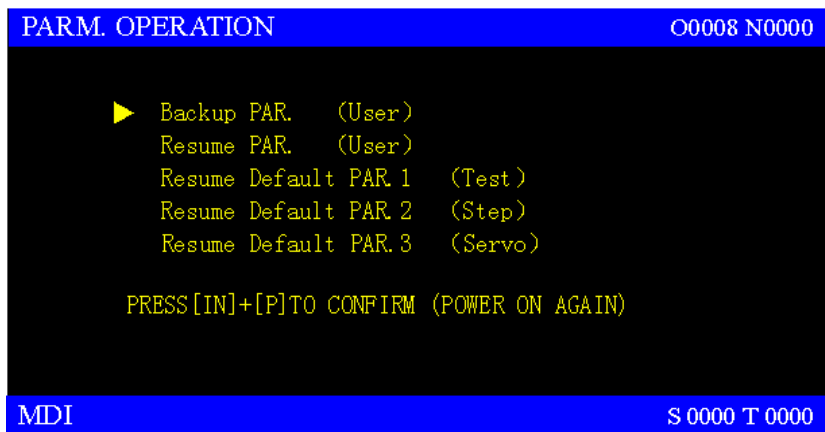 PARM. OPERATION O0008 N0000
Backup PAR. (User)
Resume PAR. (User)
Resume Default PAR.1 (Test)
Resume Default PAR.2 (Step)
Resume Default PAR.3 (Servo)
PRESS[IN]+[P]TO CONFIRM (POWER ON AGAIN)
MDI S 0000 T 0000